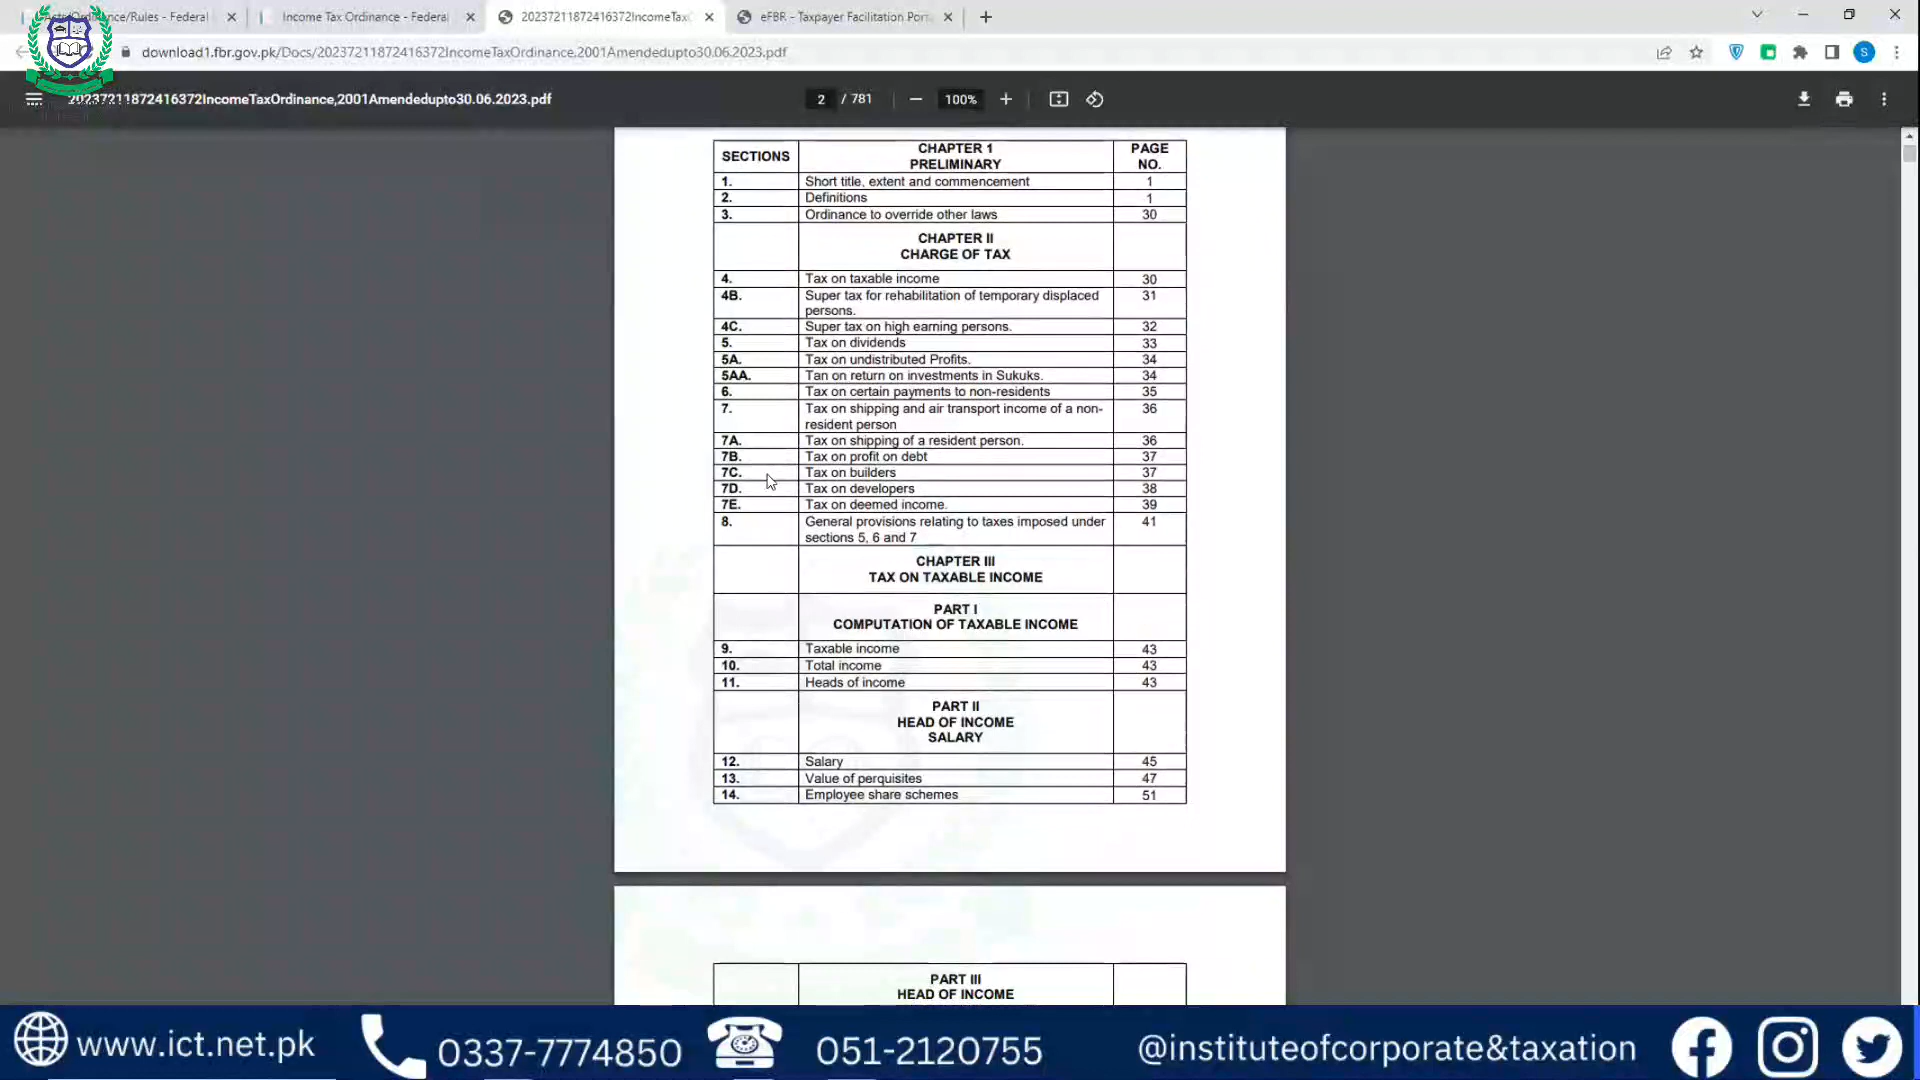 Acts/Ordinance/Rules - Federal
Income Tax Ordinance - Federal
20237211872416372IncomeTax
eFBR - Taxpayer Facilitation Port
download1.fbr.gov.pk/Docs/20237211872416372IncomeTaxOrdinance,2001Amendedupto30.06.2023.pdf
S
20237211872416372IncomeTaxOrdinance,2001Amendedupto30.06.2023.pdf
2 / 781
100%
SECTIONS CHAPTER 1 PRELIMINARY PAGE NO.
1. Short title, extent and commencement 1
2. Definitions 1
3. Ordinance to override other laws 30
CHAPTER II
CHARGE OF TAX
4. Tax on taxable income 30
4B. Super tax for rehabilitation of temporary displaced 31
persons.
4C. Super tax on high earning persons. 32
5. Tax on dividends 33
5A. Tax on undistributed Profits. 34
5AA. Tan on return on investments in Sukuks. 34
6. Tax on certain payments to non-residents 35
7. Tax on shipping and air transport income of a non- 36
resident person
7A. Tax on shipping of a resident person. 36
7B. Tax on profit on debt 37
7C. Tax on builders 37
7D. Tax on developers 38
7E. Tax on deemed income. 39
8. General provisions relating to taxes imposed under 41
sections 5, 6 and 7
CHAPTER III
TAX ON TAXABLE INCOME
PART I
COMPUTATION OF TAXABLE INCOME
9. Taxable income 43
10. Total income 43
11. Heads of income 43
PART II
HEAD OF INCOME
SALARY
12. Salary 45
13. Value of perquisites 47
14. Employee share schemes 51
PART III
HEAD OF INCOME
www.ict.net.pk 0337-7774850 051-2120755 @instituteofcorporate&taxation